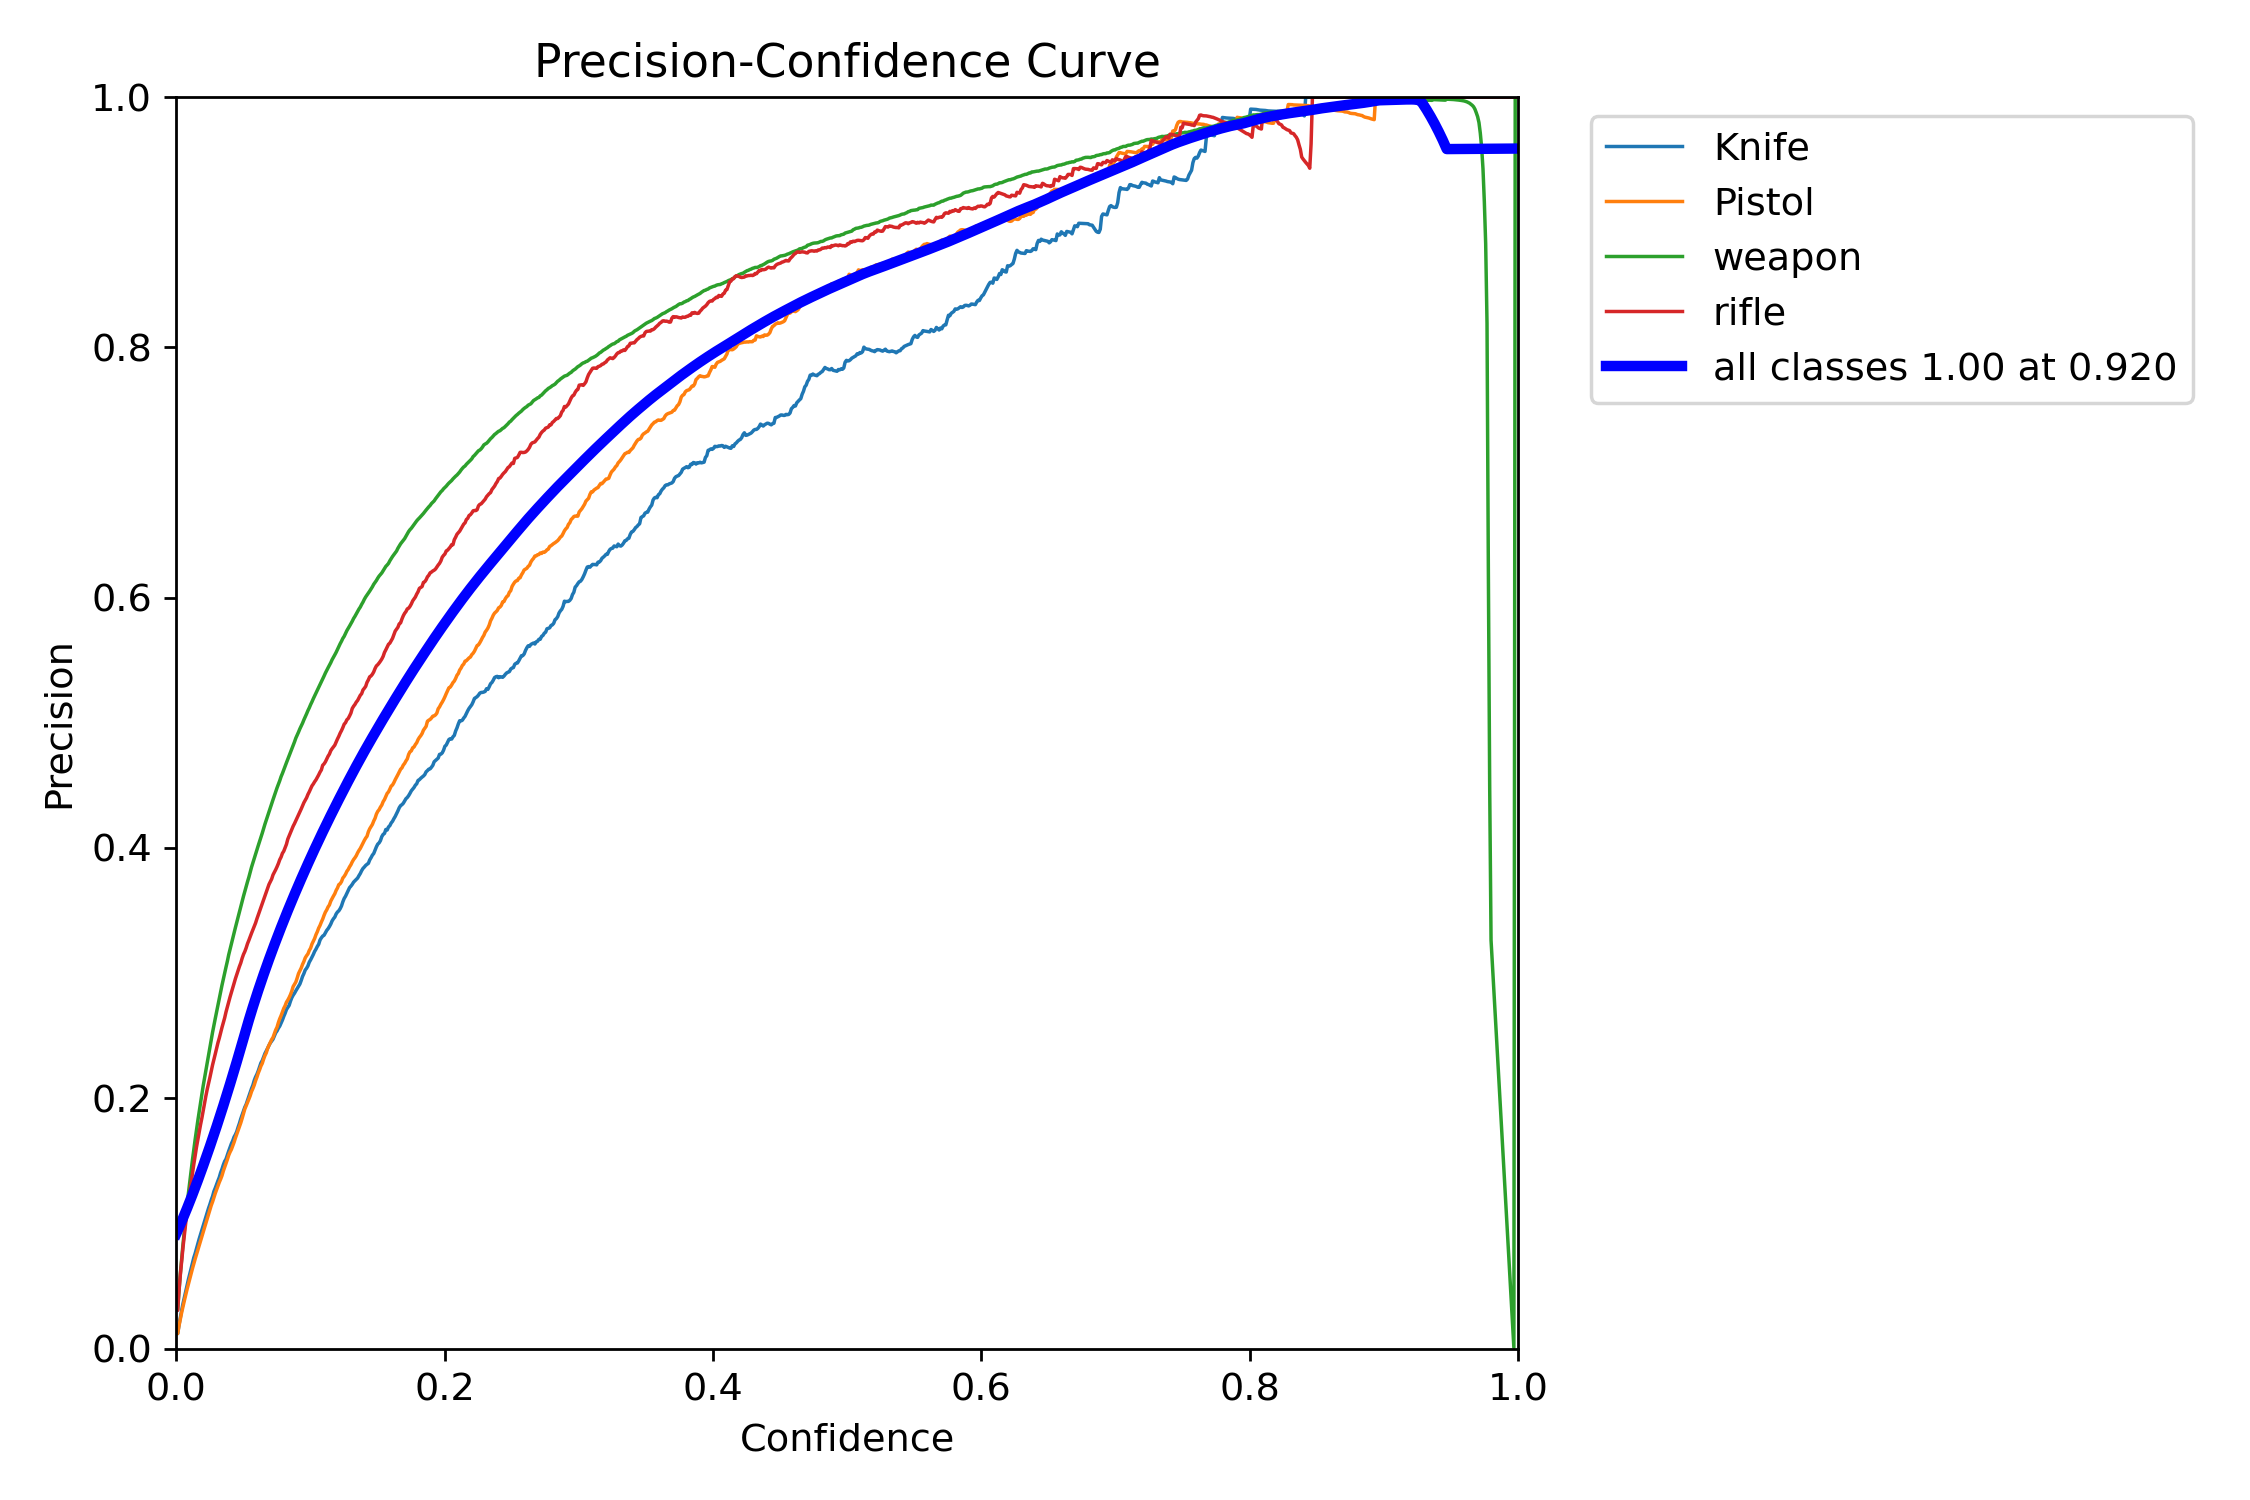 Precision-Confidence Curve
1.0
0.8
0.6
0.4
0.2
0.0
Precision
0.0 0.2 0.4 0.6 0.8 1.0
Confidence
Knife
Pistol
weapon
rifle
all classes 1.00 at 0.920